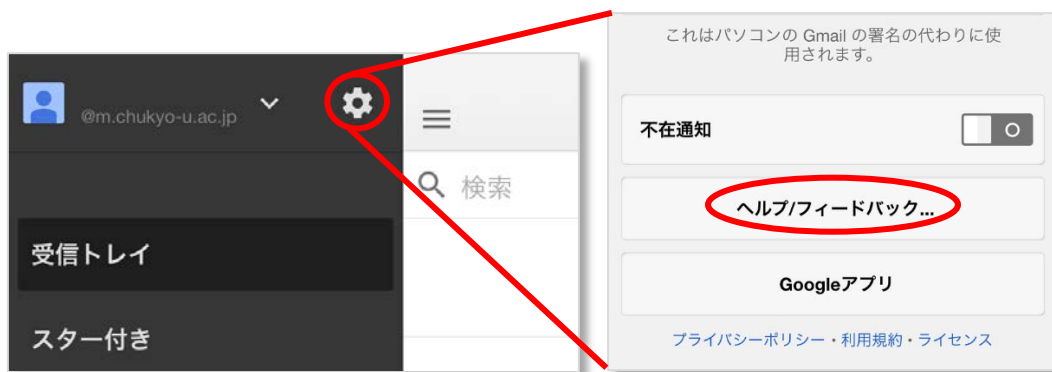 @m.chukyo-u.ac.jp
検索
受信トレイ
スター付き
これはパソコンの Gmail の署名の代わりに使
用されます。
不在通知
ヘルプ/フィードバック...
Googleアプリ
プライバシーポリシー・利用規約・ライセンス